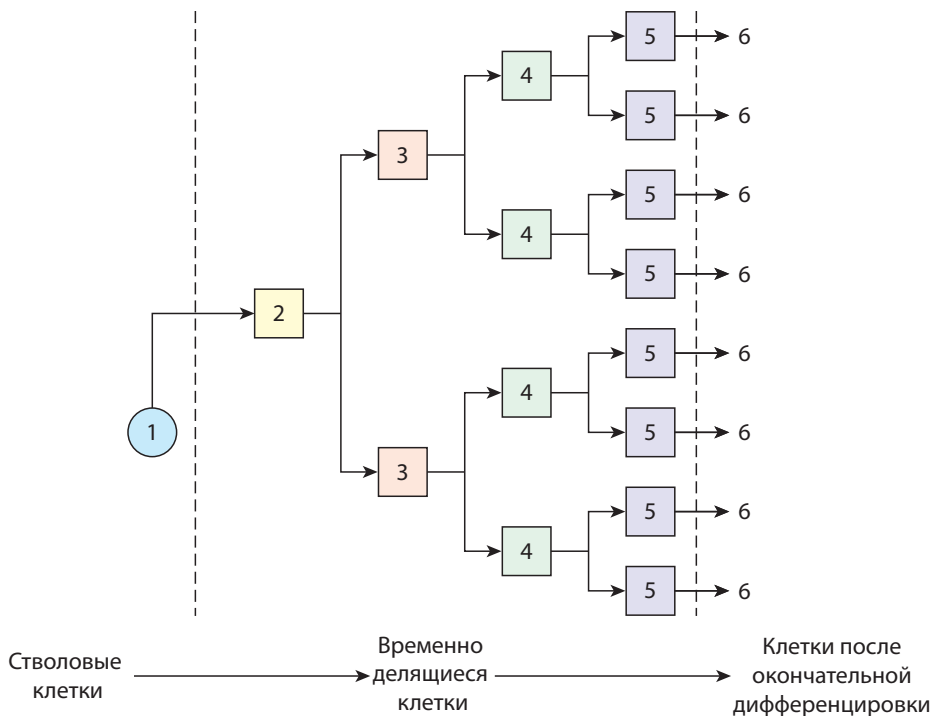 5 6
4
5 6
3
5 6
4
5 6
2
5 6
4
5 6
1
3
5 6
4
5 6
Стволовые
клетки
Временно
делящиеся
клетки
Клетки после
окончательной
дифференцировки